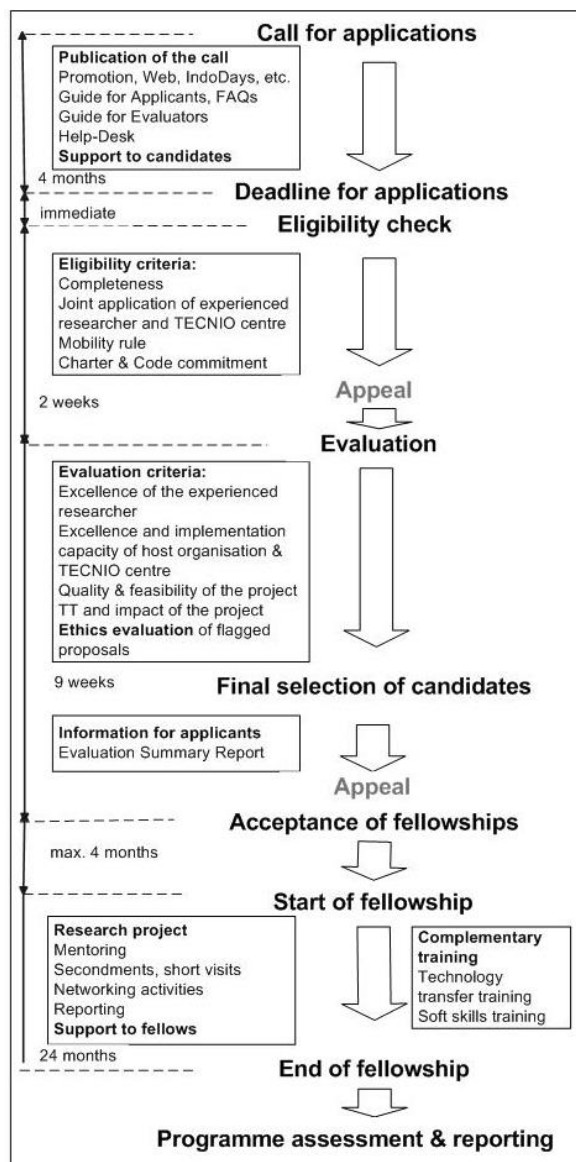 Call for applications
Publication of the call
Promotion, Web, IndoDays, etc.
Guide for Applicants, FAQs
Guide for Evaluators
Help-Desk
Support to candidates
4 months
Deadline for applications
immediate
Eligibility check
Eligibility criteria:
Completeness
Joint application of experienced
researcher and TECNIO centre
Mobility rule
Charter & Code commitment
Appeal
2 weeks
Evaluation
Evaluation criteria:
Excellence of the experienced
researcher
Excellence and implementation
capacity of host organisation &
TECNIO centre
Quality & feasibility of the project
TT and impact of the project
Ethics evaluation of flagged
proposals
9 weeks
Final selection of candidates
Information for applicants
Evaluation Summary Report
Appeal
Acceptance of fellowships
max. 4 months
Start of fellowship
Research project
Mentoring
Secondments, short visits
Networking activities
Reporting
Support to fellows
Complementary
training
Technology
transfer training
Soft skills training
24 months
End of fellowship
Programme assessment & reporting